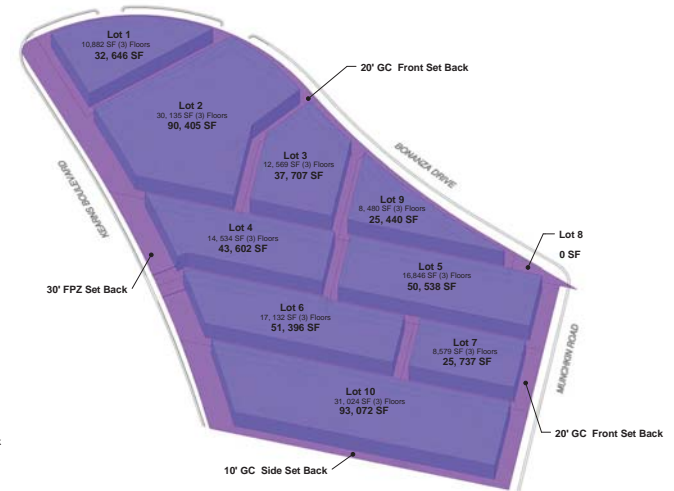 Lot 1
10,882 SF (3) Floors
32, 646 SF
20' GC Front Set Back
Lot 2
30, 135 SF (3) Floors
90, 405 SF
BONANZA DRIVE
Lot 3
12, 569 SF (3) Floors
37, 707 SF
KEARNS BOULEVARD
Lot 9
8, 480 SF (3) Floors
25, 440 SF
Lot 4
14, 534 SF (3) Floors
43, 602 SF
Lot 8
0 SF
Lot 5
16,846 SF (3) Floors
50, 538 SF
30' FPZ Set Back
Lot 6
17, 132 SF (3) Floors
51, 396 SF
Lot 7
8,579 SF (3) Floors
25, 737 SF
MUNCHKIN ROAD
Lot 10
31, 024 SF (3) Floors
93, 072 SF
20' GC Front Set Back
10' GC Side Set Back